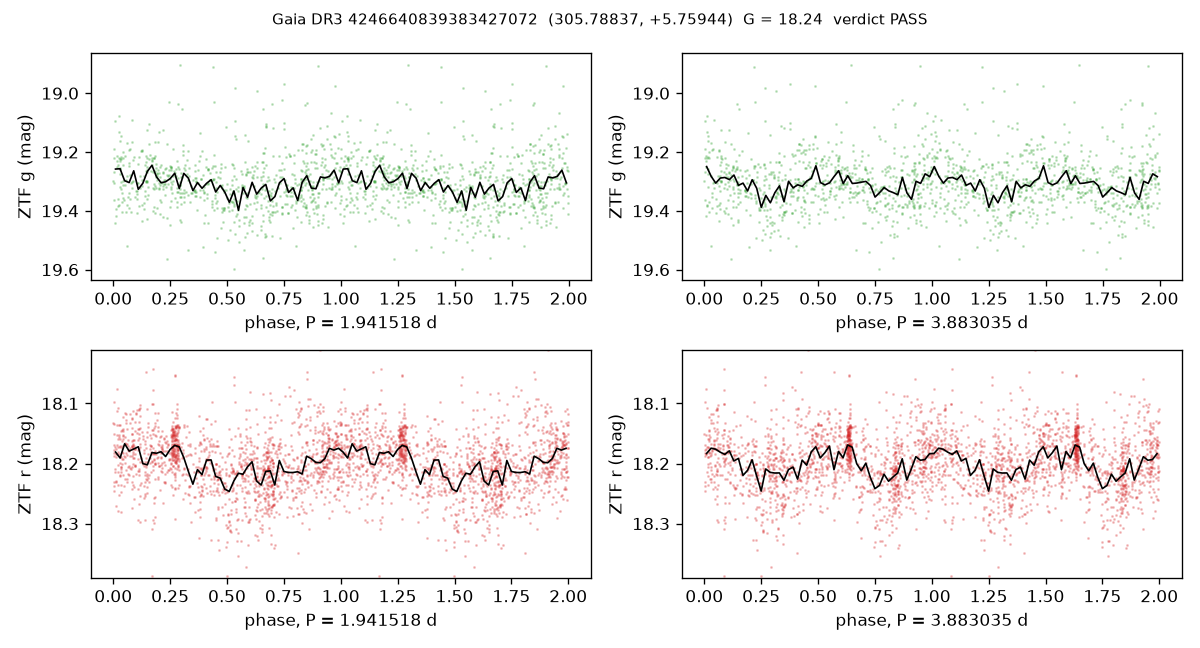 Gaia DR3 4246640839383427072  (305.78837, +5.75944)  G = 18.24  verdict PASS
ZTF g (mag)
19.0
19.2
19.4
19.6
0.00 0.25 0.50 0.75 1.00 1.25 1.50 1.75 2.00
phase, P = 1.941518 d
ZTF g (mag)
19.0
19.2
19.4
19.6
0.00 0.25 0.50 0.75 1.00 1.25 1.50 1.75 2.00
phase, P = 3.883035 d
ZTF r (mag)
18.1
18.2
18.3
0.00 0.25 0.50 0.75 1.00 1.25 1.50 1.75 2.00
phase, P = 1.941518 d
ZTF r (mag)
18.1
18.2
18.3
0.00 0.25 0.50 0.75 1.00 1.25 1.50 1.75 2.00
phase, P = 3.883035 d